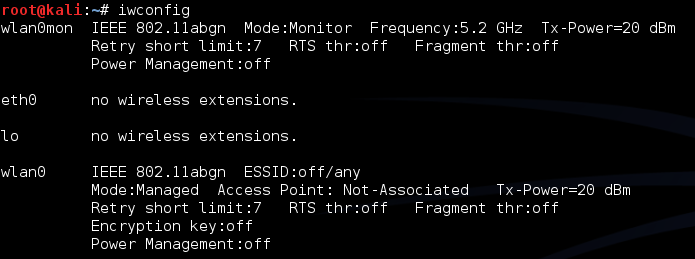 root@kali:~# iwconfig
wlan0mon  IEEE 802.11abgn  Mode:Monitor  Frequency:5.2 GHz  Tx-Power=20 dBm
          Retry short limit:7   RTS thr:off   Fragment thr:off
          Power Management:off

eth0      no wireless extensions.

lo        no wireless extensions.

wlan0     IEEE 802.11abgn  ESSID:off/any
          Mode:Managed  Access Point: Not-Associated   Tx-Power=20 dBm
          Retry short limit:7   RTS thr:off   Fragment thr:off
          Encryption key:off
          Power Management:off